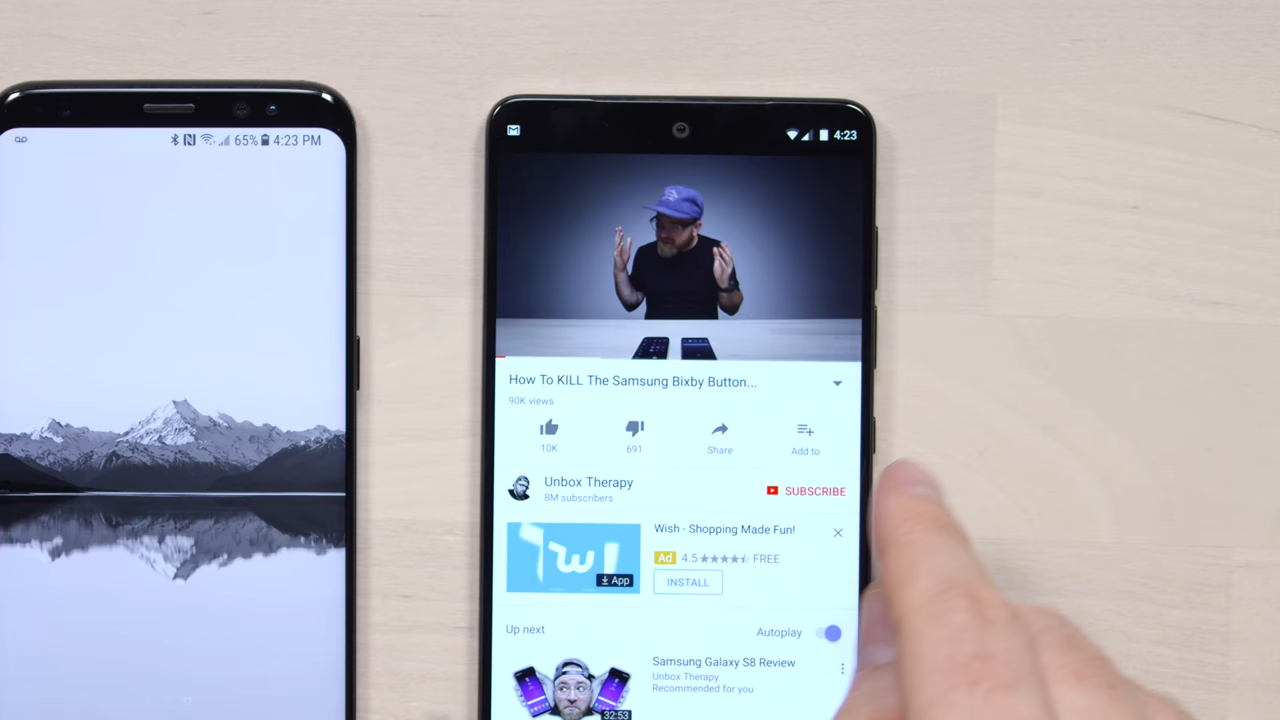 65% 4:23 PM
4:23
How To KILL The Samsung Bixby Button...
90K views
10K
691
Share
Add to
Unbox Therapy
8M subscribers
SUBSCRIBE
Wish - Shopping Made Fun!
Ad 4.5 FREE
App
INSTALL
Up next
Autoplay
Samsung Galaxy S8 Review
Unbox Therapy
Recommended for you
32:53